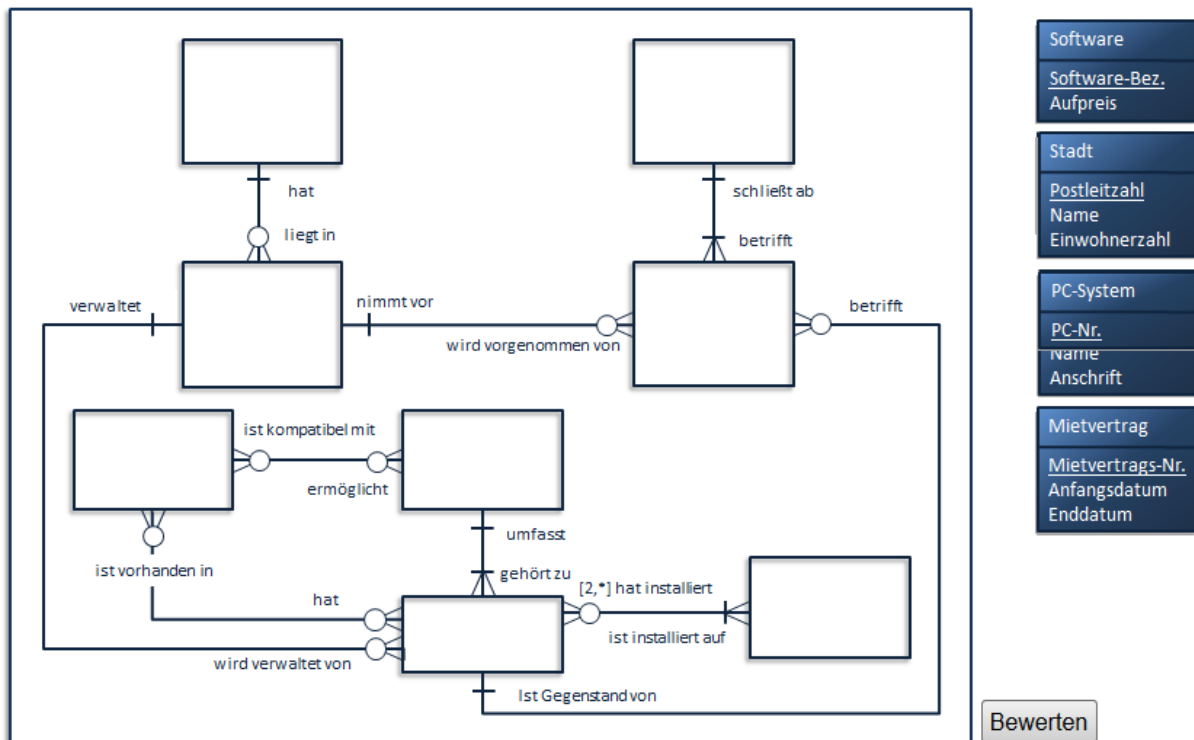 hat
liegt in
schließt ab
betrifft
verwaltet
nimmt vor
wird vorgenommen von
betrifft
ist kompatibel mit
ermöglicht
umfasst
gehört zu
ist vorhanden in
hat
[2,*] hat installiert
ist installiert auf
wird verwaltet von
Ist Gegenstand von
Software
Software-Bez.
Aufpreis
Stadt
Postleitzahl
Name
Einwohnerzahl
PC-System
PC-Nr.
Name
Anschrift
Mietvertrag
Mietvertrags-Nr.
Anfangsdatum
Enddatum
Bewerten